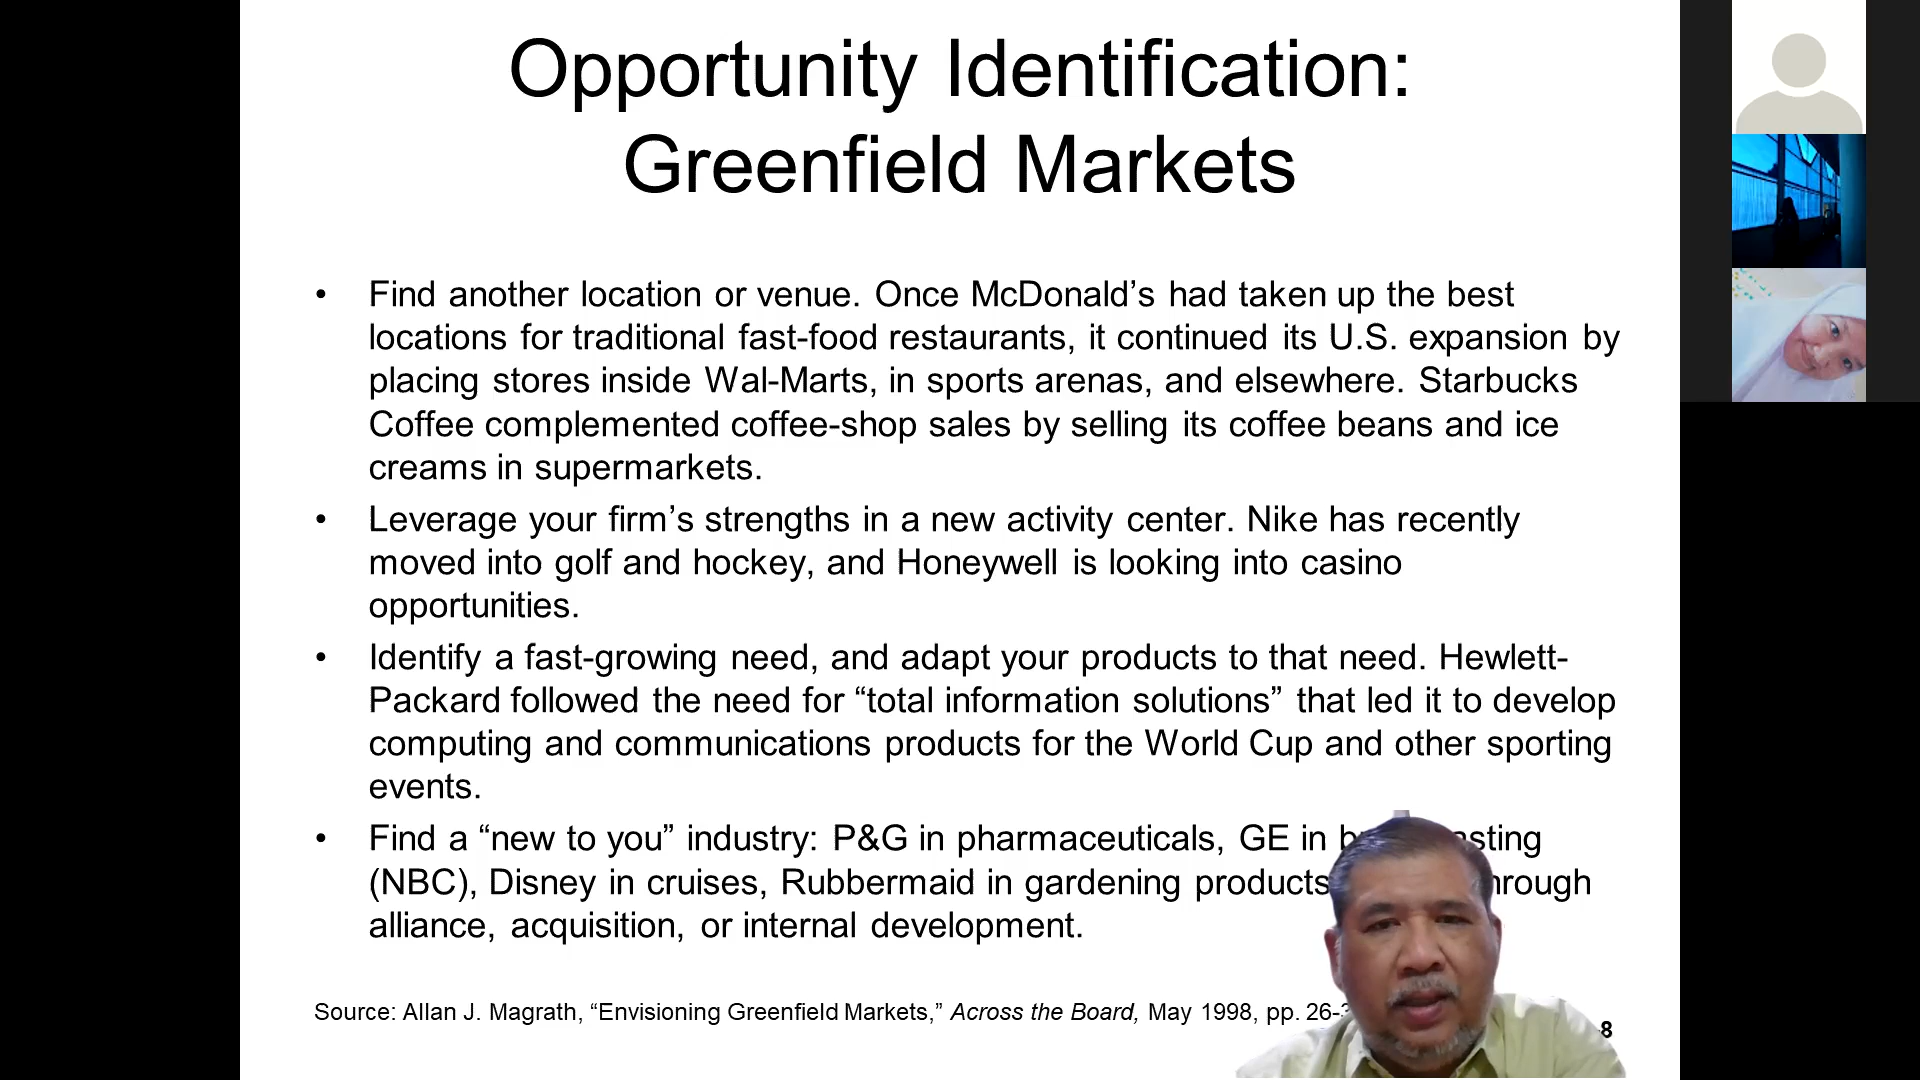 Opportunity Identification:
Greenfield Markets
• Find another location or venue. Once McDonald’s had taken up the best
locations for traditional fast-food restaurants, it continued its U.S. expansion by
placing stores inside Wal-Marts, in sports arenas, and elsewhere. Starbucks
Coffee complemented coffee-shop sales by selling its coffee beans and ice
creams in supermarkets.
• Leverage your firm’s strengths in a new activity center. Nike has recently
moved into golf and hockey, and Honeywell is looking into casino
opportunities.
• Identify a fast-growing need, and adapt your products to that need. Hewlett-
Packard followed the need for “total information solutions” that led it to develop
computing and communications products for the World Cup and other sporting
events.
• Find a “new to you” industry: P&G in pharmaceuticals, GE in
(NBC), Disney in cruises, Rubbermaid in gardening products
alliance, acquisition, or internal development.
Source: Allan J. Magrath, “Envisioning Greenfield Markets,” Across the Board, May 1998, pp. 26-
8